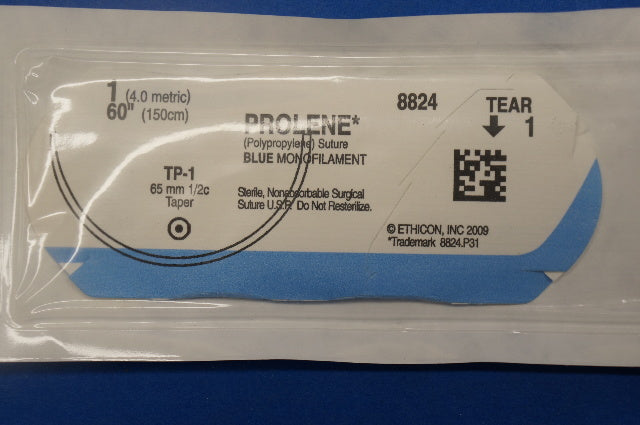 1 (4.0 metric)
60" (150cm)
PROLENE*
(Polypropylene) Suture
BLUE MONOFILAMENT
TP-1
65 mm 1/2c
Taper
Sterile, Nonabsorbable Surgical
Suture U.S.P. Do Not Resterilize.
8824
TEAR
1
© ETHICON, INC 2009
*Trademark 8824.P31